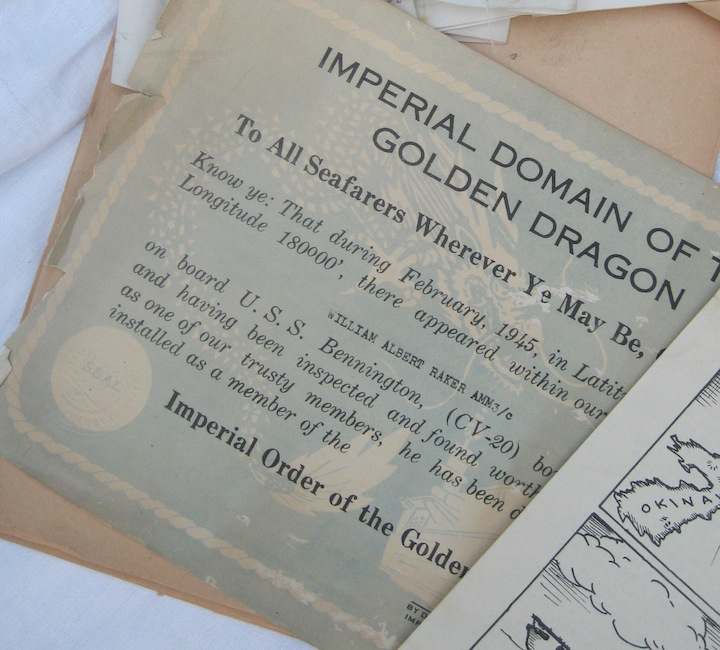 IMPERIAL DOMAIN OF T
GOLDEN DRAGON
To All Seafarers Wherever Ye May Be,
Know ye: That during February, 1945, in Latit-
Longitude 180000', there appeared within our
WILLIAM ALBERT RAKER AMM3/c
on board U. S. S. Bennington, (CV-20) bo
and having been inspected and found worth
as one of our trusty members, he has been d
installed as a member of the
Imperial Order of the Golden
SEAL
BY O
IMP
OKINA